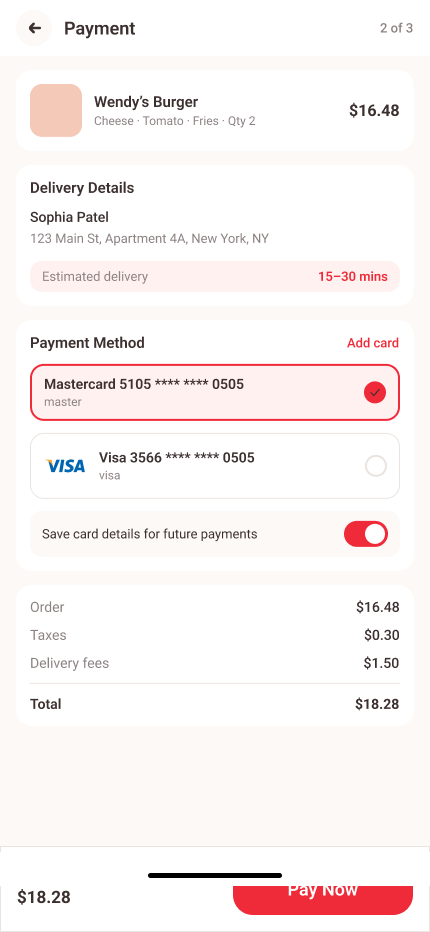 Payment
2 of 3
Wendy’s Burger
Cheese · Tomato · Fries · Qty 2
$16.48
Delivery Details
Sophia Patel
123 Main St, Apartment 4A, New York, NY
Estimated delivery
15–30 mins
Payment Method
Add card
Mastercard 5105 **** **** 0505
master
VISA
Visa 3566 **** **** 0505
visa
Save card details for future payments
Order
$16.48
Taxes
$0.30
Delivery fees
$1.50
Total
$18.28
$18.28
Pay Now